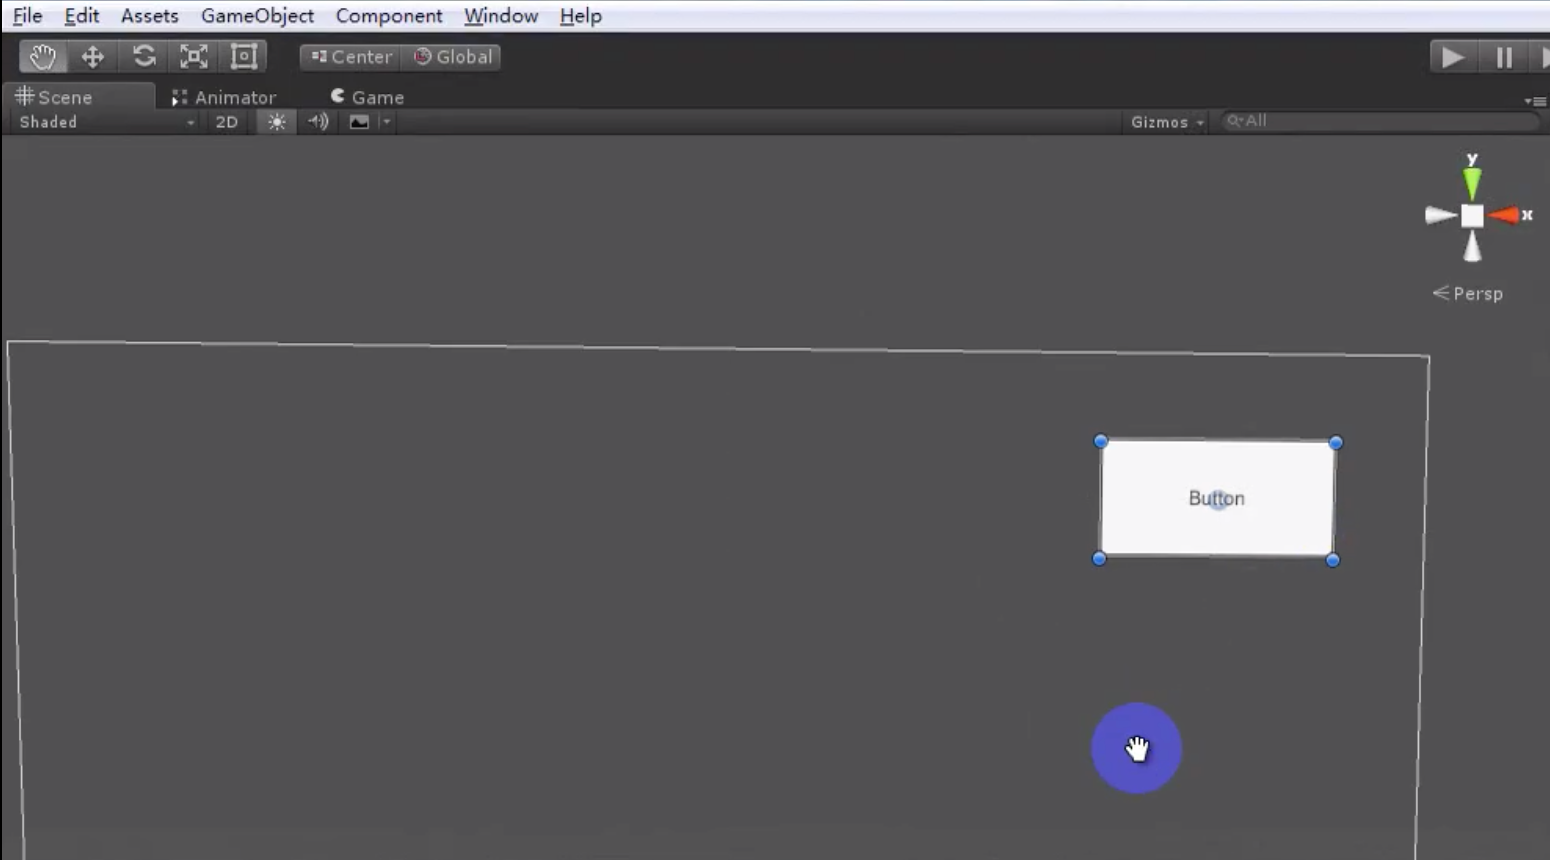 File Edit Assets GameObject Component Window Help
Center Global
Scene Animator Game
Shaded 2D Gizmos All
y
x
Persp
Button